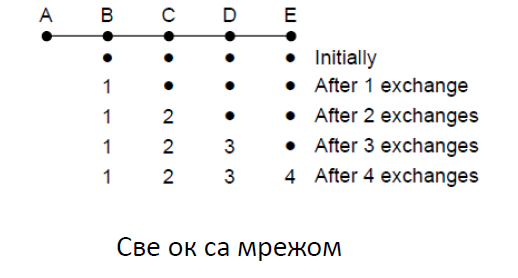 A B C D E
Initially
1 After 1 exchange
1 2 After 2 exchanges
1 2 3 After 3 exchanges
1 2 3 4 After 4 exchanges
Све ок са мрежом